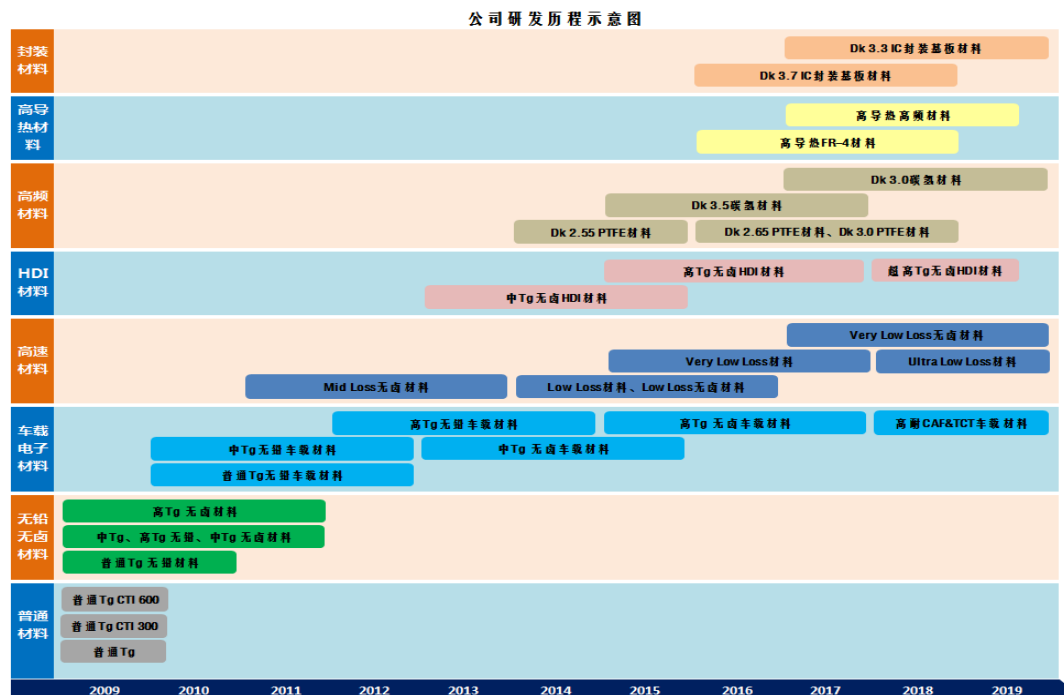 公司研发历程示意图
封装
材料
Dk 3.3 IC封装基板材料
Dk 3.7 IC封装基板材料
高导
热材
料
高导热高频材料
高导热FR-4材料
高频
材料
Dk 3.0碳氢材料
Dk 3.5碳氢材料
Dk 2.55 PTFE材料
Dk 2.65 PTFE材料、Dk 3.0 PTFE材料
HDI
材料
高Tg无卤HDI材料
超高Tg无卤HDI材料
中Tg无卤HDI材料
高速
材料
Very Low Loss无卤材料
Very Low Loss材料
Ultra Low Loss材料
Mid Loss无卤材料
Low Loss材料、Low Loss无卤材料
车载
电子
材料
高Tg无铅车载材料
高Tg 无卤车载材料
高耐CAF&TCT车载材料
中Tg无铅车载材料
中Tg 无卤车载材料
普通Tg无铅车载材料
无铅
无卤
材料
高Tg 无卤材料
中Tg、高Tg无铅、中Tg无卤材料
普通Tg无铅材料
普通
材料
普通Tg CTI 600
普通Tg CTI 300
普通Tg
2009 2010 2011 2012 2013 2014 2015 2016 2017 2018 2019